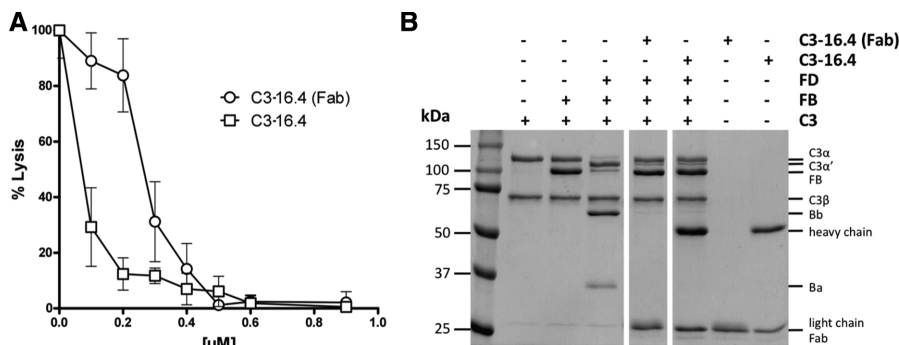 A
100
80
60
40
20
0
% Lysis
0.0 0.2 0.4 0.6 0.8 1.0
[uM]
C3-16.4 (Fab)
C3-16.4
B
- - - + - + - C3-16.4 (Fab)
- - - - + - + C3-16.4
- - + + + - - FD
- + + + + - - FB
+ + + + + - - C3
kDa
150
100
75
50
37
25
C3α
C3α’
FB
C3β
Bb
heavy chain
Ba
light chain
Fab